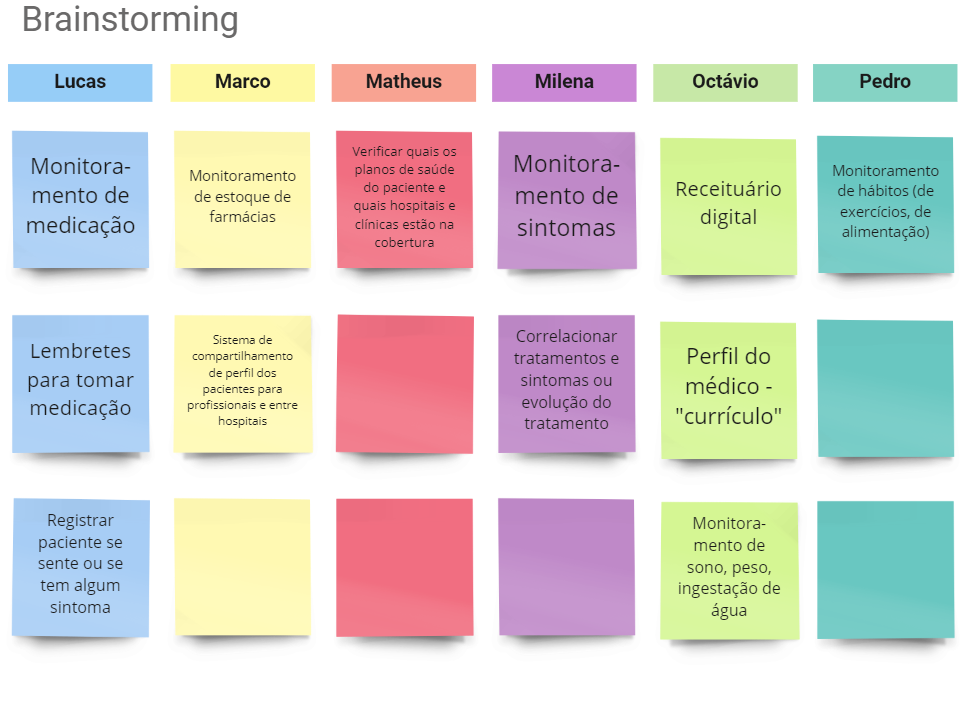 Brainstorming
Lucas
Marco
Matheus
Milena
Octávio
Pedro
Monitora-
mento de
medicação
Monitoramento
de estoque de
farmácias
Verificar quais os
planos de saúde
do paciente e
quais hospitais e
clínicas estão na
cobertura
Monitora-
mento de
sintomas
Receituário
digital
Monitoramento
de hábitos (de
exercícios, de
alimentação)
Lembretes
para tomar
medicação
Sistema de
compartilhamento
de perfil dos
pacientes para
profissionais e entre
hospitais
Correlacionar
tratamentos e
sintomas ou
evolução do
tratamento
Perfil do
médico -
"currículo"
Registrar
paciente se
sente ou se
tem algum
sintoma
Monitora-
mento de
sono, peso,
ingestação de
água